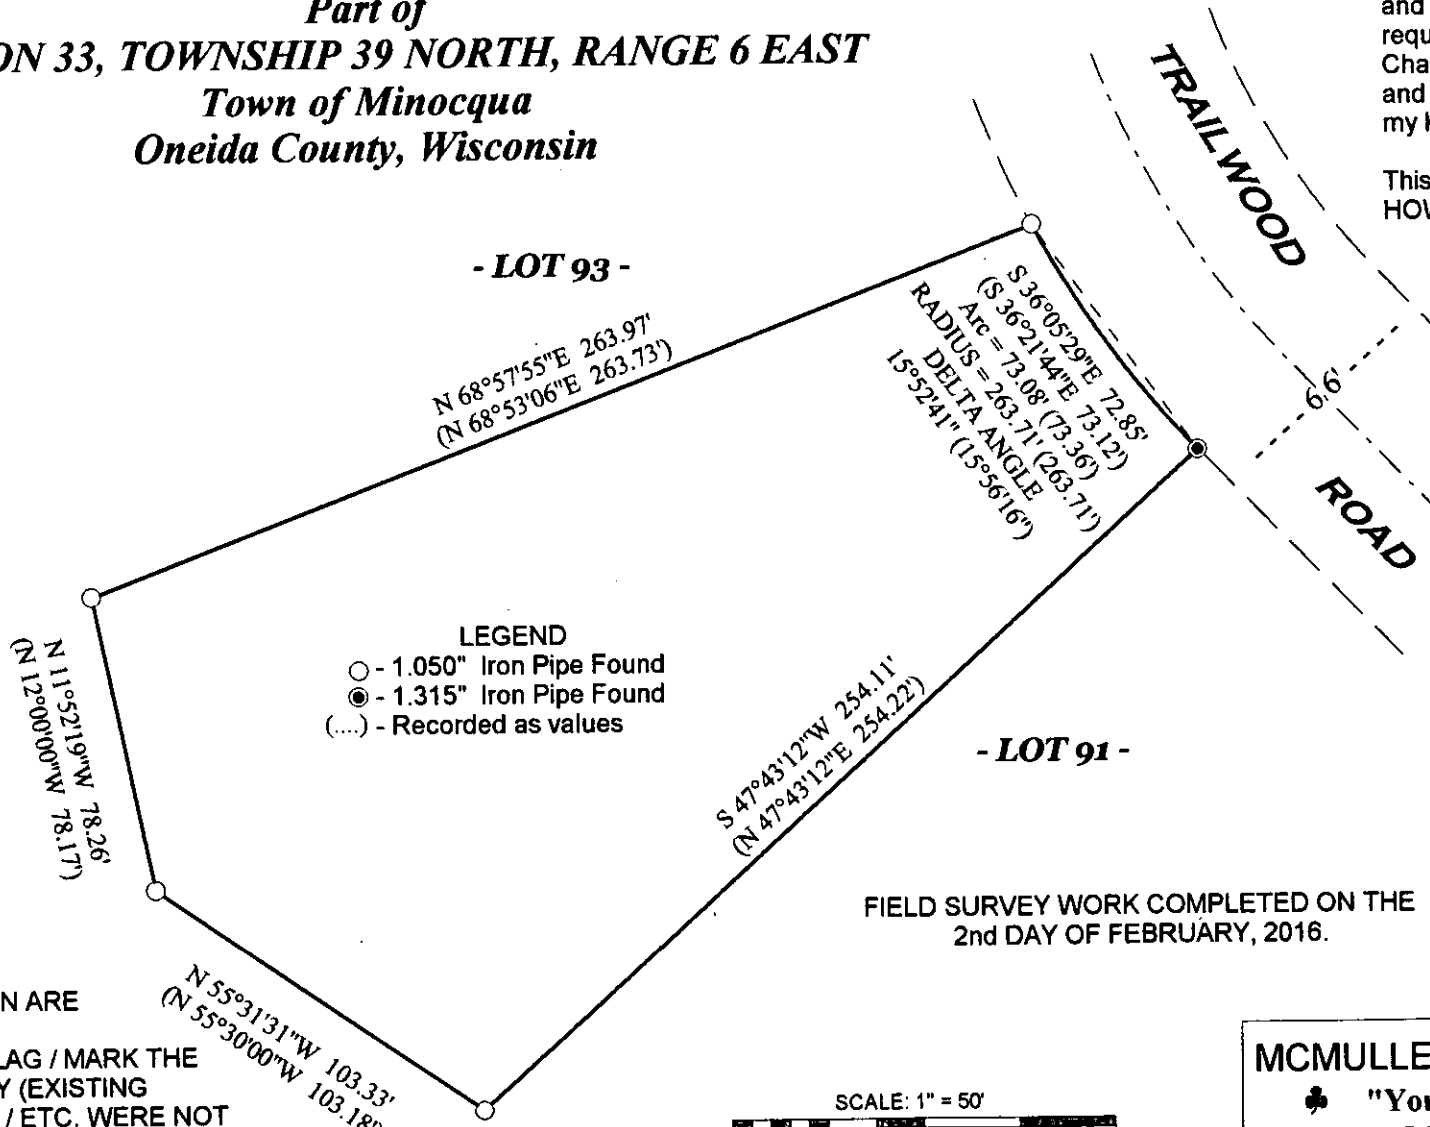 Part of
ON 33, TOWNSHIP 39 NORTH, RANGE 6 EAST
Town of Minocqua
Oneida County, Wisconsin
and
requ
Cha
and
my
This
HOW
TRAILWOOD
ROAD
66'
- LOT 93 -
N 68°57'55"E 263.97'
(N 68°53'06"E 263.73')
S 36°05'29"E 72.85'
(S 36°21'44"E 73.12')
Arc = 73.08' (73.36')
RADIUS = 263.71' (263.71')
DELTA ANGLE
15°52'41" (15°56'16")
LEGEND
- 1.050" Iron Pipe Found
- 1.315" Iron Pipe Found
(....) - Recorded as values
N 11°52'19"W 78.26'
(N 12°00'00"W 78.17')
S 47°43'12"W 254.11'
(N 47°43'12"E 254.22')
- LOT 91 -
FIELD SURVEY WORK COMPLETED ON THE
2nd DAY OF FEBRUARY, 2016.
N 55°31'31"W 103.33'
(N 55°30'00"W 103.18')
N ARE
LAG / MARK THE
Y (EXISTING
/ ETC. WERE NOT
SCALE: 1" = 50'
MCMULLE
"You